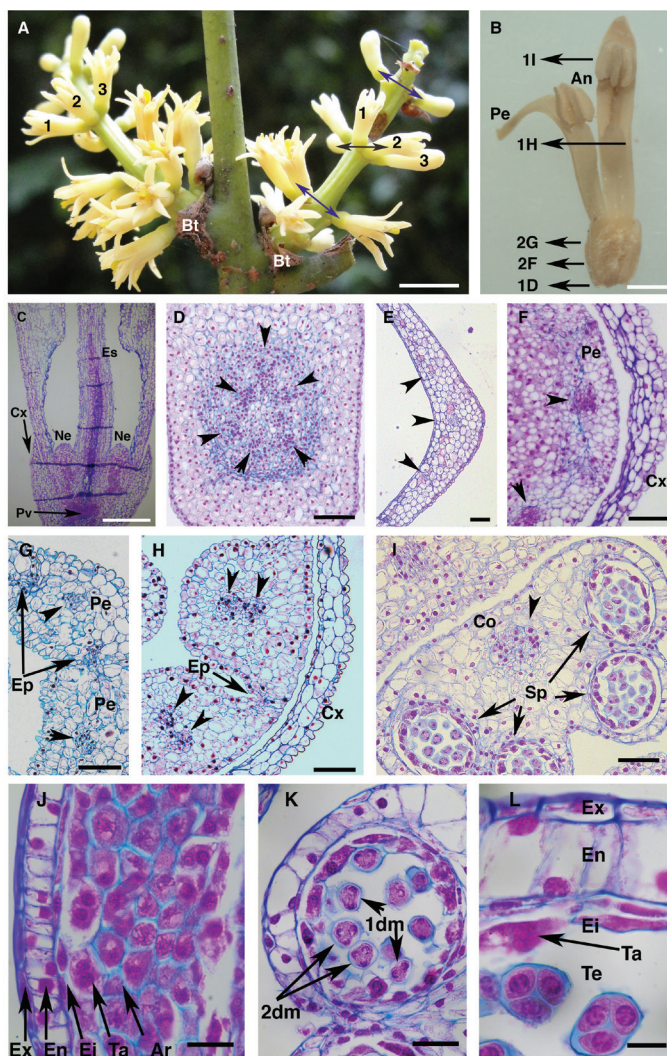 A
1
2
3
1
2
3
Bt
Bt
B
1I
An
Pe
1H
2G
2F
1D
C
Es
Cx
Ne
Ne
Pv
D
E
F
Pe
Cx
G
Pe
Ep
Pe
H
Ep
Cx
I
Co
Sp
J
Ex En Ei Ta Ar
K
1dm
2dm
L
Ex
En
Ei
Ta
Te